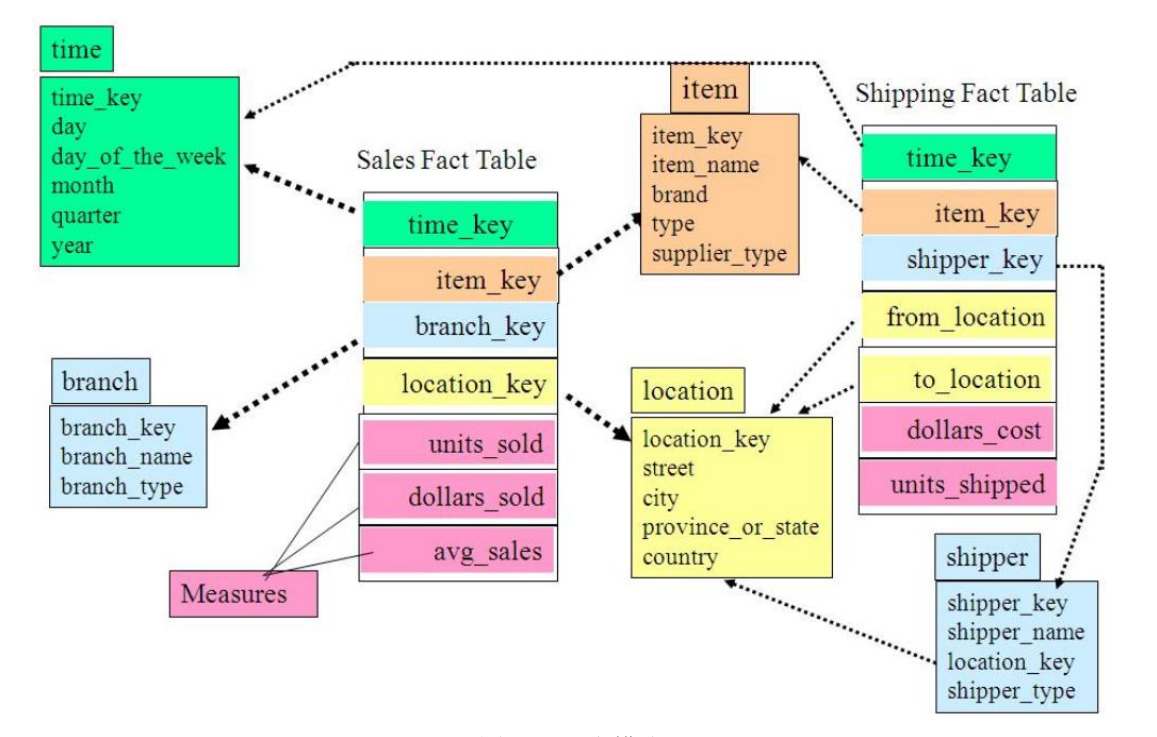 time
time_key
day
day_of_the_week
month
quarter
year
Sales Fact Table
time_key
item_key
branch_key
location_key
units_sold
dollars_sold
avg_sales
Measures
branch
branch_key
branch_name
branch_type
item
item_key
item_name
brand
type
supplier_type
location
location_key
street
city
province_or_state
country
Shipping Fact Table
time_key
item_key
shipper_key
from_location
to_location
dollars_cost
units_shipped
shipper
shipper_key
shipper_name
location_key
shipper_type